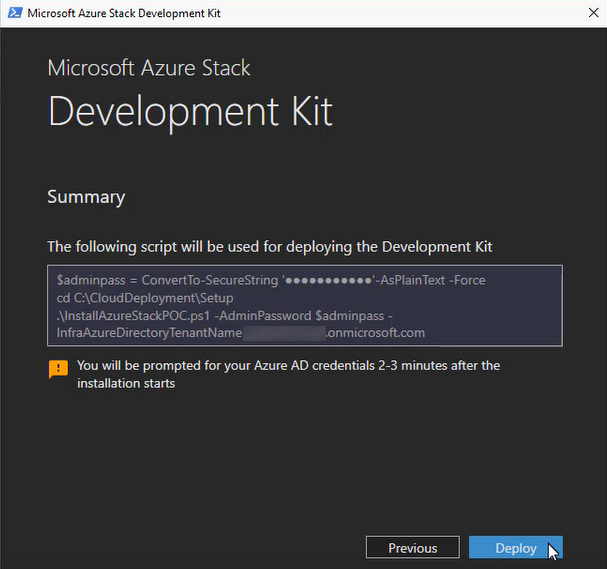 Microsoft Azure Stack Development Kit
Microsoft Azure Stack
Development Kit
Summary
The following script will be used for deploying the Development Kit
$adminpass = ConvertTo-SecureString '●●●●●●●●●●●'-AsPlainText -Force
cd C:\CloudDeployment\Setup
.\InstallAzureStackPOC.ps1 -AdminPassword $adminpass -
InfraAzureDirectoryTenantName .onmicrosoft.com
You will be prompted for your Azure AD credentials 2-3 minutes after the
installation starts
Previous
Deploy